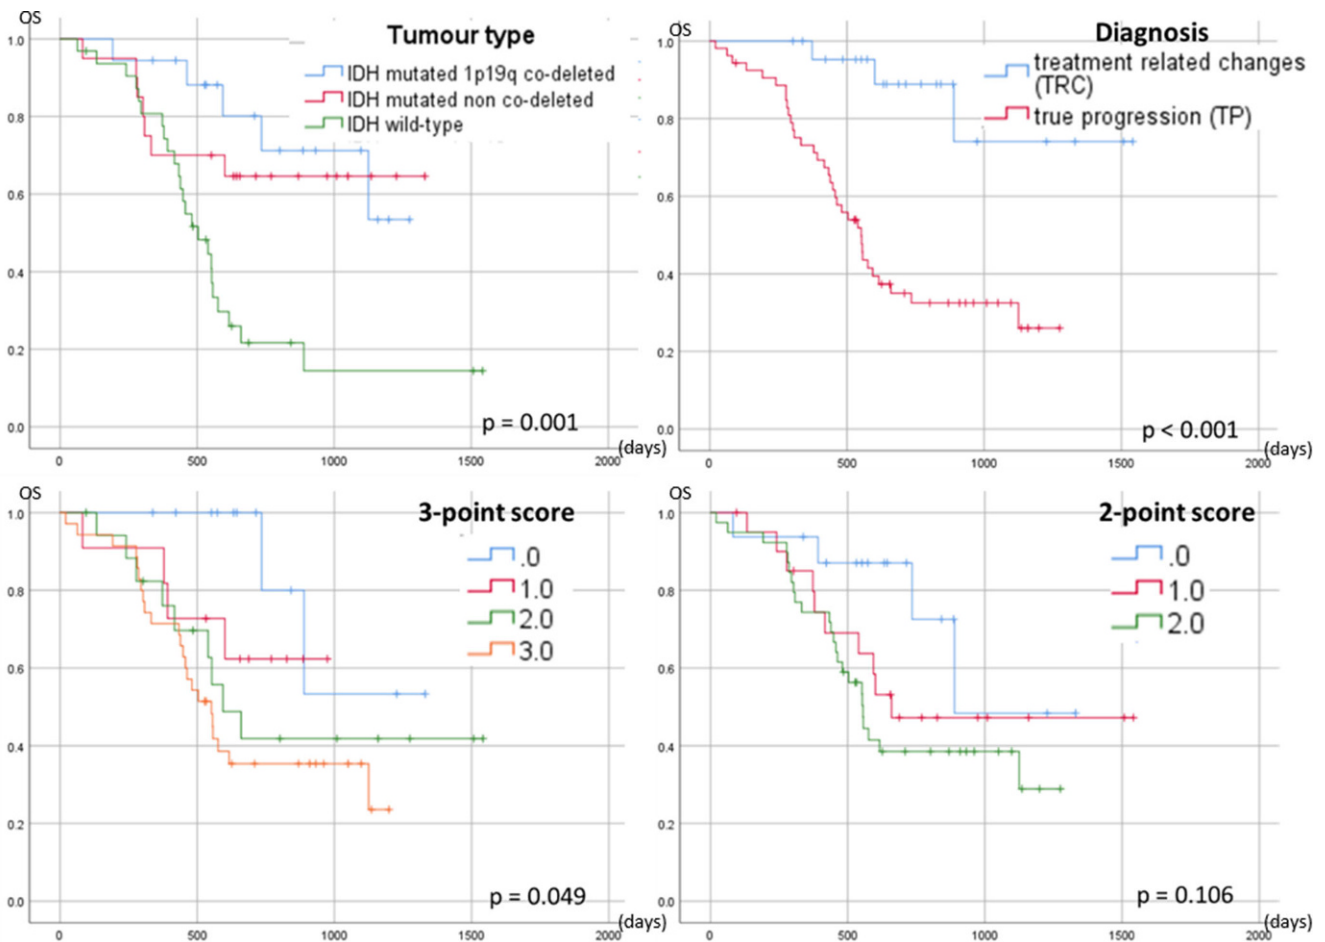 OS
Tumour type
IDH mutated 1p19q co-deleted
IDH mutated non co-deleted
IDH wild-type
1.0
0.8
0.6
0.4
0.2
0.0
p = 0.001
(days)
0 500 1000 1500 2000
OS
Diagnosis
treatment related changes
(TRC)
true progression (TP)
1.0
0.8
0.6
0.4
0.2
0.0
p < 0.001
(days)
0 500 1000 1500 2000
OS
3-point score
.0
1.0
2.0
3.0
1.0
0.8
0.6
0.4
0.2
0.0
p = 0.049
(days)
0 500 1000 1500 2000
OS
2-point score
.0
1.0
2.0
1.0
0.8
0.6
0.4
0.2
0.0
p = 0.106
(days)
0 500 1000 1500 2000